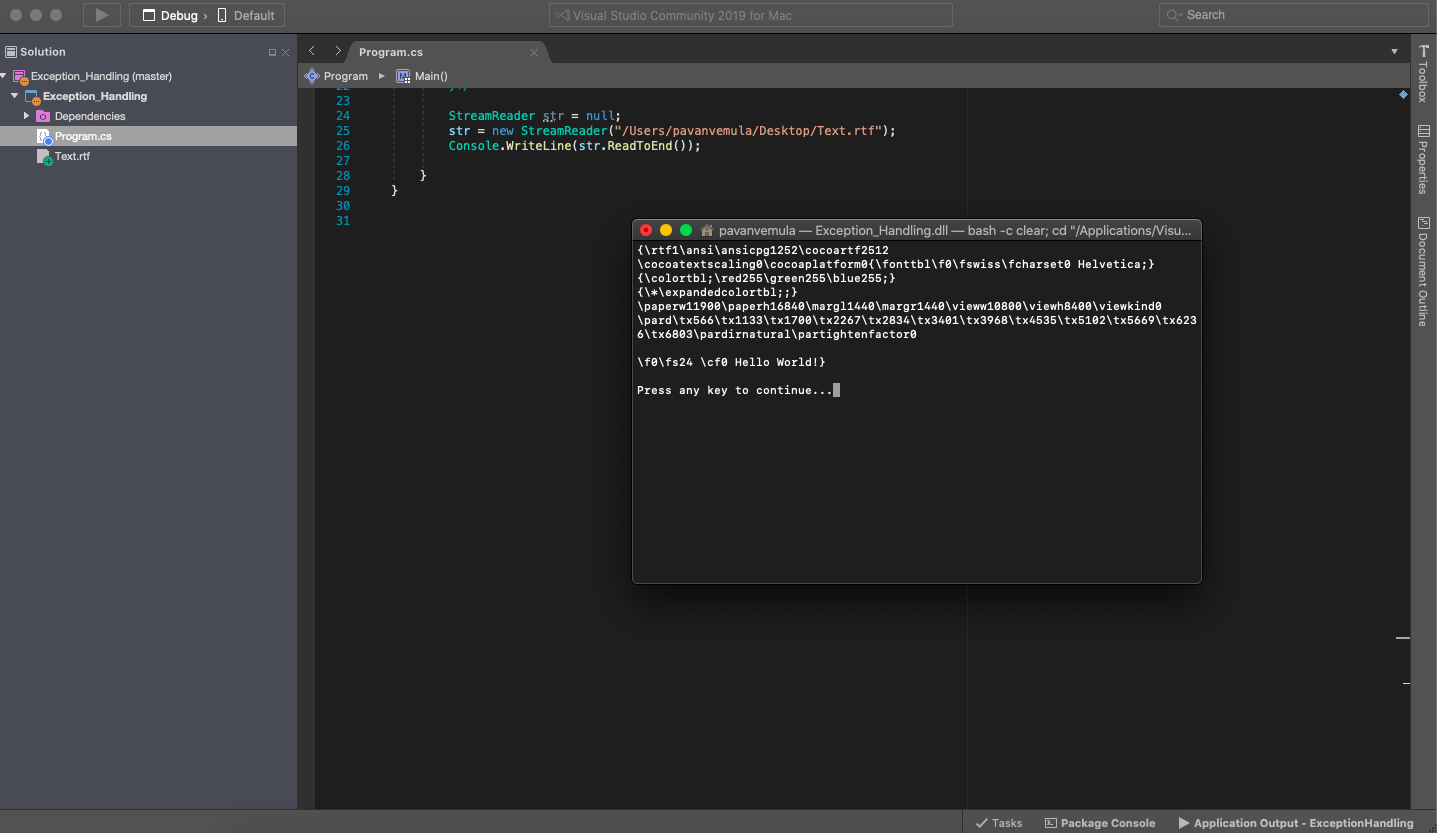 Debug › Default
Visual Studio Community 2019 for Mac
Search
Solution
Exception_Handling (master)
Exception_Handling
Dependencies
Program.cs
Text.rtf
Program.cs
Program
Main()
23
24 StreamReader str = null;
25 str = new StreamReader("/Users/pavanvemula/Desktop/Text.rtf");
26 Console.WriteLine(str.ReadToEnd());
27
28 }
29 }
30
31
pavanvemula — Exception_Handling.dll — bash -c clear; cd "/Applications/Visu...
{\rtf1\ansi\ansicpg1252\cocoartf2512
\cocoatextscaling0\cocoaplatform0{\fonttbl\f0\fswiss\fcharset0 Helvetica;}
{\colortbl;\red255\green255\blue255;}
{\*\expandedcolortbl;;}
\paperw11900\paperh16840\margl1440\margr1440\vieww10800\viewh8400\viewkind0
\pard\tx566\tx1133\tx1700\tx2267\tx2834\tx3401\tx3968\tx4535\tx5102\tx5669\tx623
6\tx6803\pardirnatural\partightenfactor0
\f0\fs24 \cf0 Hello World!}
Press any key to continue...
Toolbox
Properties
Document Outline
Tasks
Package Console
Application Output - ExceptionHandling